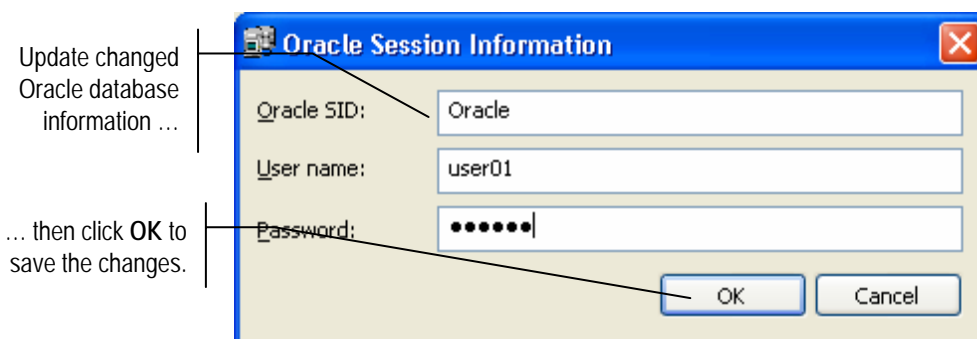 Oracle Session Information
Update changed
Oracle database
information …
Oracle SID: Oracle
User name: user01
… then click OK to
save the changes.
Password: ●●●●●●
OK Cancel